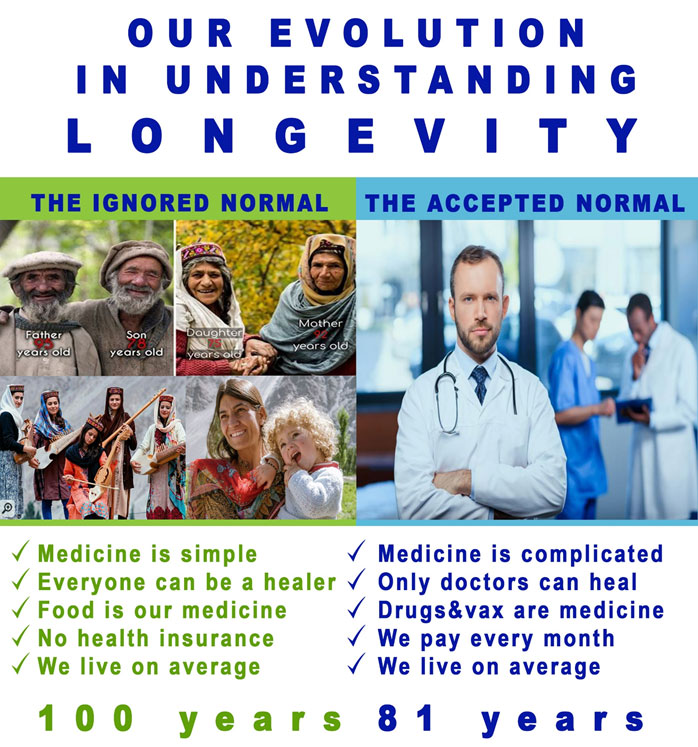 OUR EVOLUTION
IN UNDERSTANDING
LONGEVITY
THE IGNORED NORMAL
THE ACCEPTED NORMAL
Father
95
years old
Son
78
years old
Daughter
years old
Mother
years old
✓ Medicine is simple
✓ Everyone can be a healer
✓ Food is our medicine
✓ No health insurance
✓ We live on average
100 years
✓ Medicine is complicated
✓ Only doctors can heal
✓ Drugs&vax are medicine
✓ We pay every month
✓ We live on average
81 years